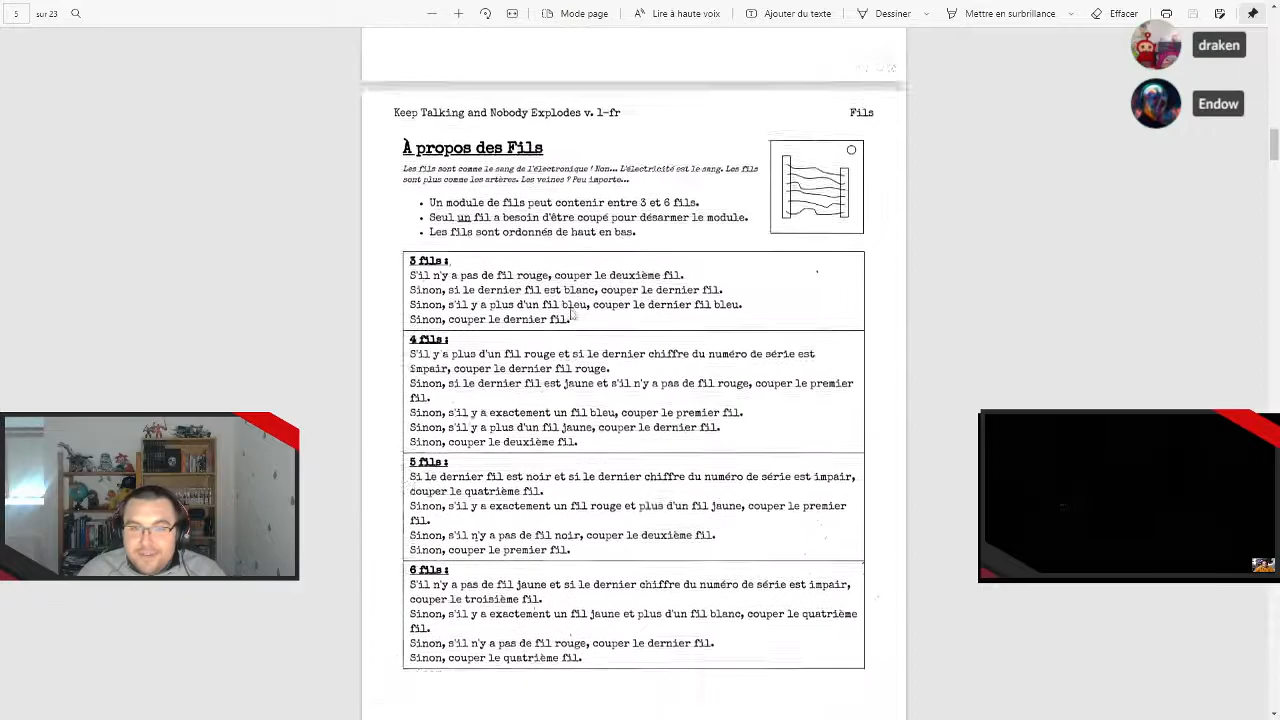 5 sur 23 Mode page Lire à haute voix Ajouter du texte Dessiner Mettre en surbrillance Effacer
draken
Endow
Keep Talking and Nobody Explodes v. 1-fr Fils
À propos des Fils
Les fils sont comme le sang de l'électronique ! Non... L'électricité est le sang. Les fils
sont plus comme les artères. Les veines ? Peu importe...
• Un module de fils peut contenir entre 3 et 6 fils.
• Seul un fil a besoin d'être coupé pour désarmer le module.
• Les fils sont ordonnés de haut en bas.
3 fils :
S'il n'y a pas de fil rouge, couper le deuxième fil.
Sinon, si le dernier fil est blanc, couper le dernier fil.
Sinon, s'il y a plus d'un fil bleu, couper le dernier fil bleu.
Sinon, couper le dernier fil.
4 fils :
S'il y a plus d'un fil rouge et si le dernier chiffre du numéro de série est
impair, couper le dernier fil rouge.
Sinon, si le dernier fil est jaune et s'il n'y a pas de fil rouge, couper le premier
fil.
Sinon, s'il y a exactement un fil bleu, couper le premier fil.
Sinon, s'il y a plus d'un fil jaune, couper le dernier fil.
Sinon, couper le deuxième fil.
5 fils :
Si le dernier fil est noir et si le dernier chiffre du numéro de série est impair,
couper le quatrième fil.
Sinon, s'il y a exactement un fil rouge et plus d'un fil jaune, couper le premier
fil.
Sinon, s'il n'y a pas de fil noir, couper le deuxième fil.
Sinon, couper le premier fil.
6 fils :
S'il n'y a pas de fil jaune et si le dernier chiffre du numéro de série est impair,
couper le troisième fil.
Sinon, s'il y a exactement un fil jaune et plus d'un fil blanc, couper le quatrième
fil.
Sinon, s'il n'y a pas de fil rouge, couper le dernier fil.
Sinon, couper le quatrième fil.